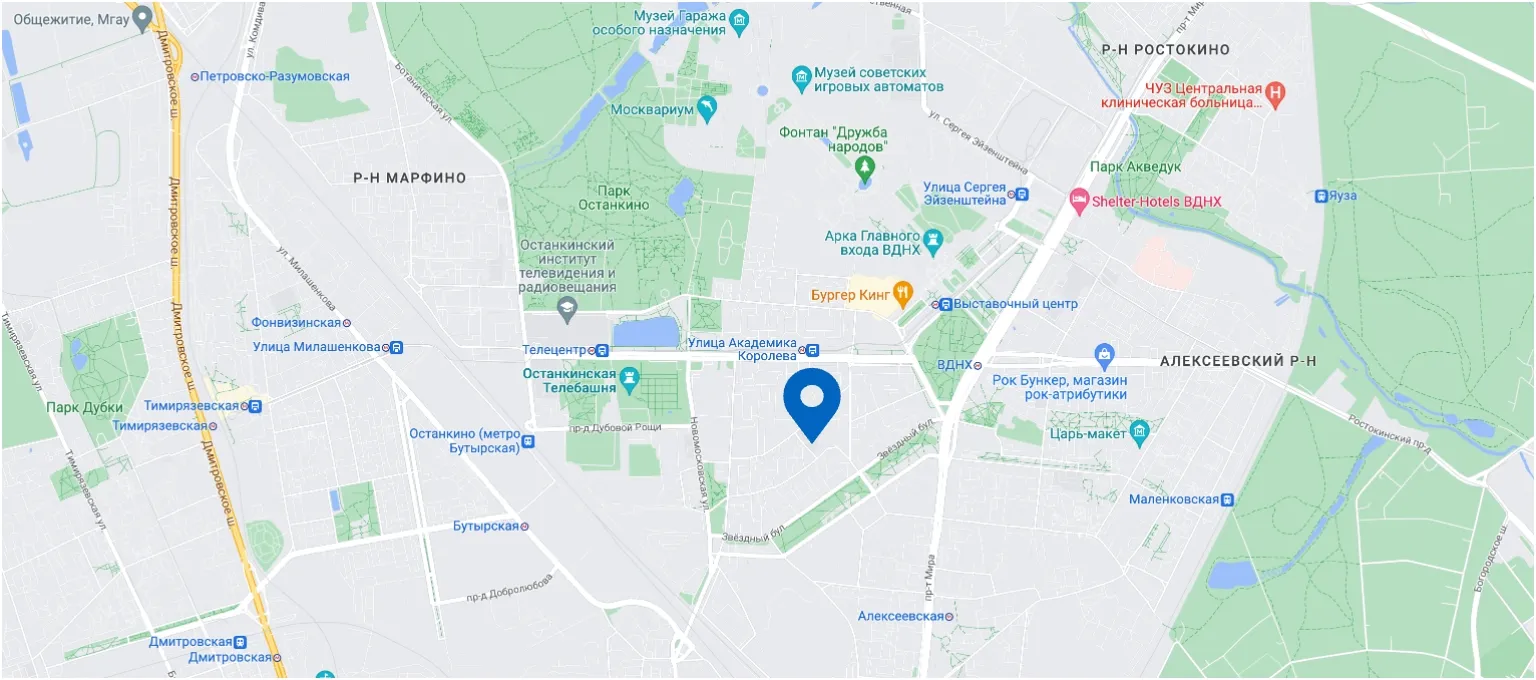 Общежитие, Мгау
Дмитровское ш.
ул. Комдива
Музей Гаража
особого назначения
пр-т Мира
Р-Н РОСТОКИНО
Петровско-Разумовская
Ботаническая ул.
Музей советских
игровых автоматов
ЧУЗ Центральная
клиническая больница...
Москвариум
ул. Сергея Эйзенштейна
Фонтан "Дружба
народов"
Парк Акведук
Р-Н МАРФИНО
Дмитровское ш.
Парк
Останкино
Улица Сергея
Эйзенштейна
Shelter-Hotels ВДНХ
Яуза
Арка Главного
входа ВДНХ
Останкинский
институт
телевидения и
радиовещания
ул. Милашенкова
Бургер Кинг
Выставочный центр
Тимирязевская ул.
Дмитровское ш.
Фонвизинская
Улица Милашенкова
Телецентр
Улица Академика
Королева
ВДНХ
АЛЕКСЕЕВСКИЙ Р-Н
Останкинская
Телебашня
Рок Бункер, магазин
рок-атрибутики
Парк Дубки
Тимирязевская
Тимирязевская
Останкино (метро
Бутырская)
пр-д Дубовой Рощи
Новомосковская ул.
Звёздный бул.
Царь-макет
Ростокинский пр-д
Тимирязевская ул.
Дмитровское ш.
Маленковская
Бутырская
Звёздный бул.
пр-д Добролюбова
пр-т Мира
Богородское ш.
Алексеевская
Дмитровская
Дмитровская